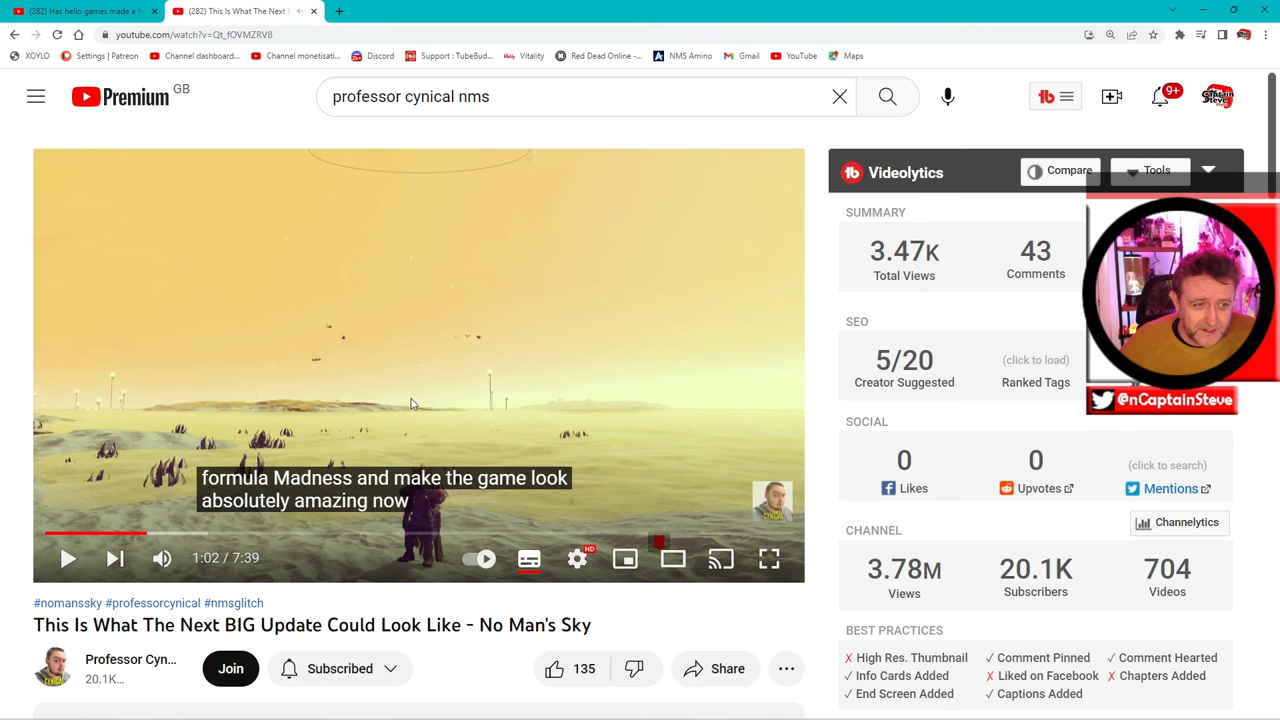 (282) Has hello games made a h
(282) This Is What The Next
youtube.com/watch?v=Qt_fOVMZRV8
XOYLO
Settings | Patreon
Channel dashboard...
Channel monetisati...
Discord
Support : TubeBud...
Vitality
Red Dead Online -...
NMS Amino
Gmail
YouTube
Maps
Premium GB
professor cynical nms
tb
9+
Videolytics
Compare
Tools
SUMMARY
3.47K
Total Views
43
Comments
SEO
5/20
Creator Suggested
(click to load)
Ranked Tags
@nCaptainSteve
SOCIAL
0
Likes
0
Upvotes
(click to search)
Mentions
Channelytics
CHANNEL
3.78M
Views
20.1K
Subscribers
704
Videos
BEST PRACTICES
High Res. Thumbnail
Comment Pinned
Comment Hearted
Info Cards Added
Liked on Facebook
Chapters Added
End Screen Added
Captions Added
formula Madness and make the game look
absolutely amazing now
1:02 / 7:39
HD
#nomanssky #professorcynical #nmsglitch
This Is What The Next BIG Update Could Look Like - No Man's Sky
Professor Cyn...
20.1K...
Join
Subscribed
135
Share